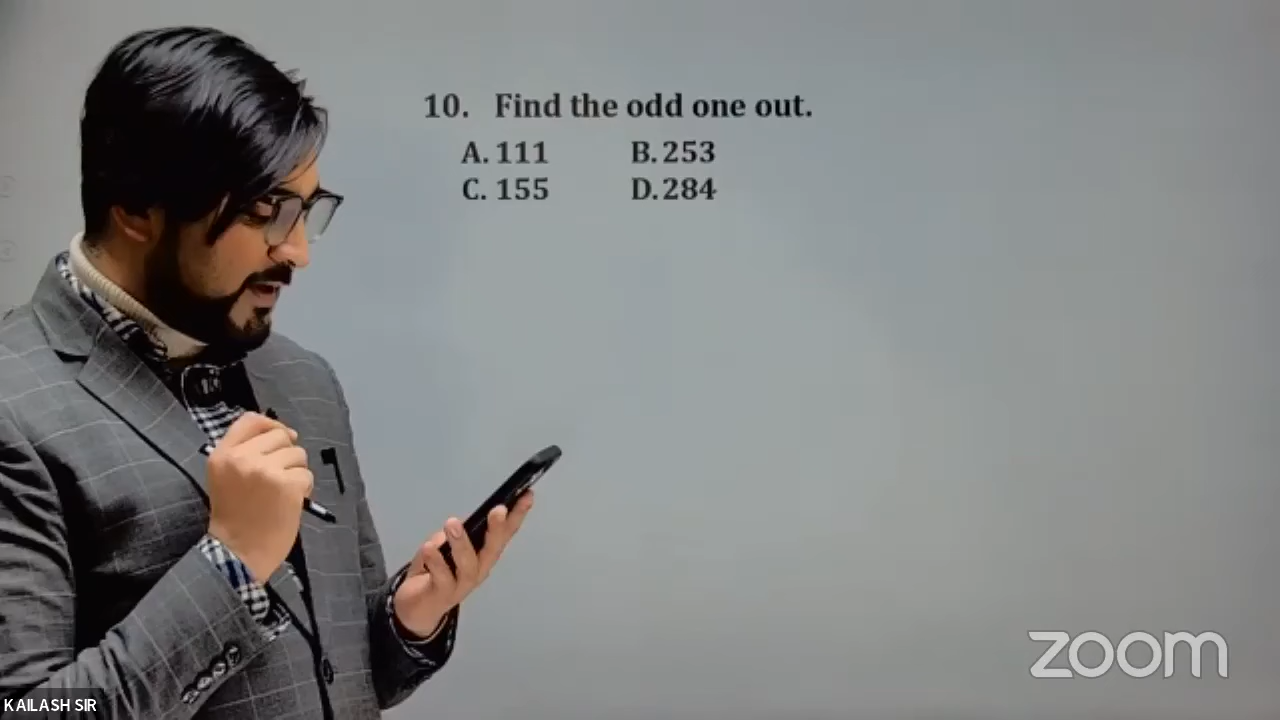 10. Find the odd one out.
A. 111 B. 253
C. 155 D. 284
zoom
KAILASH SIR